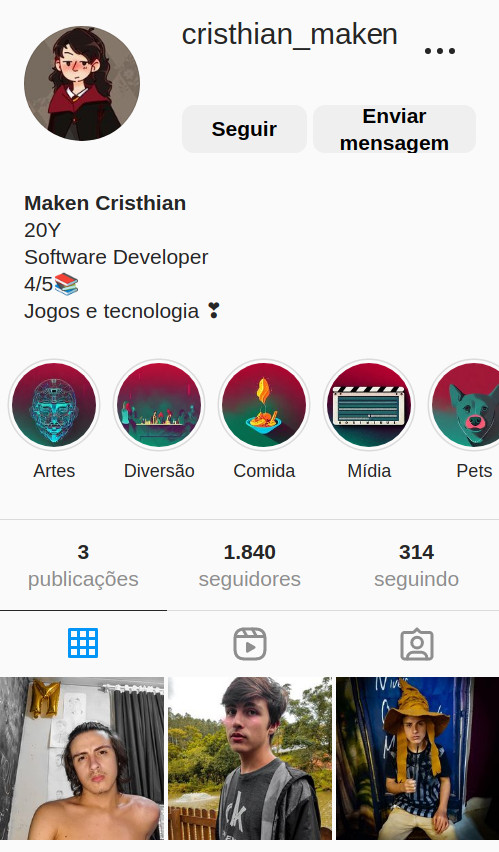 cristhian_maken
Seguir
Enviar
mensagem
Maken Cristhian
20Y
Software Developer
4/5📚
Jogos e tecnologia ❣
Artes
Diversão
Comida
Mídia
Pets
3
publicações
1.840
seguidores
314
seguindo
M